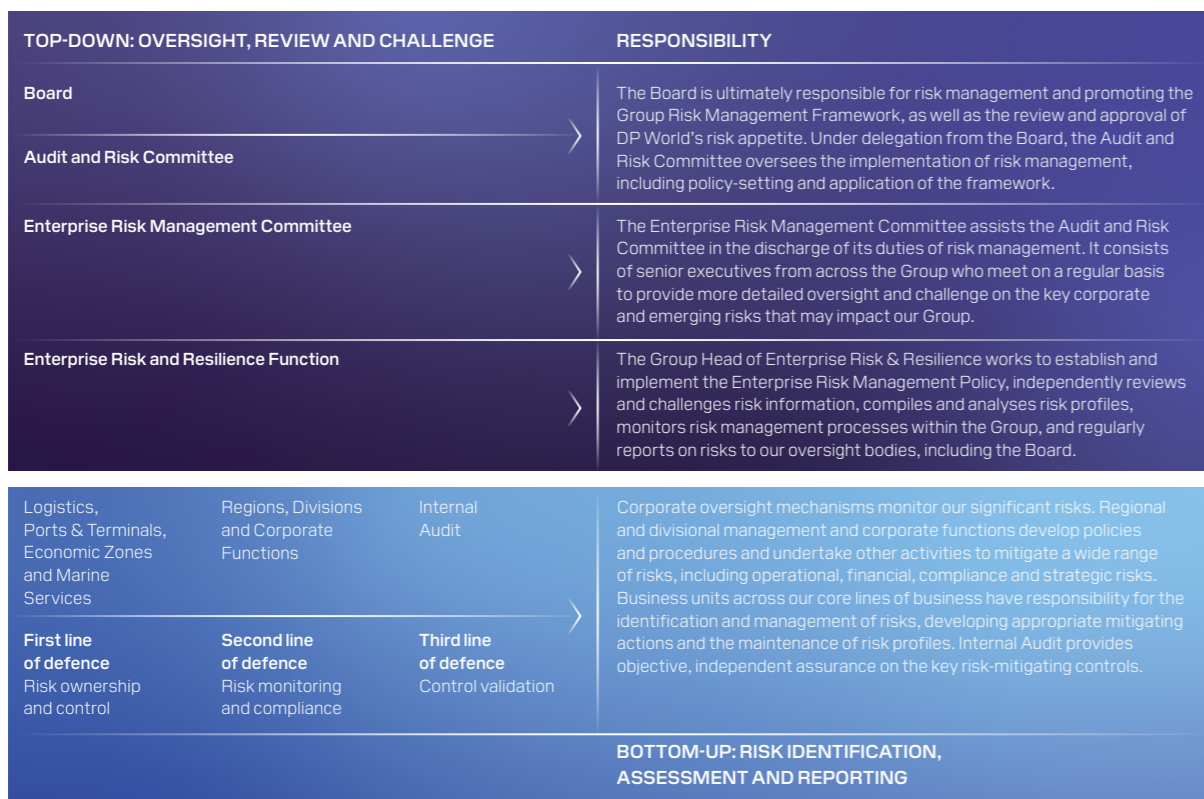 TOP-DOWN: OVERSIGHT, REVIEW AND CHALLENGE
RESPONSIBILITY
Board
Audit and Risk Committee
The Board is ultimately responsible for risk management and promoting the
Group Risk Management Framework, as well as the review and approval of
DP World's risk appetite. Under delegation from the Board, the Audit and
Risk Committee oversees the implementation of risk management,
including policy-setting and application of the framework.
Enterprise Risk Management Committee
The Enterprise Risk Management Committee assists the Audit and Risk
Committee in the discharge of its duties of risk management. It consists
of senior executives from across the Group who meet on a regular basis
to provide more detailed oversight and challenge on the key corporate
and emerging risks that may impact our Group.
Enterprise Risk and Resilience Function
The Group Head of Enterprise Risk & Resilience works to establish and
implement the Enterprise Risk Management Policy, independently reviews
and challenges risk information, compiles and analyses risk profiles,
monitors risk management processes within the Group, and regularly
reports on risks to our oversight bodies, including the Board.
Logistics,
Ports & Terminals,
Economic Zones
and Marine
Services
First line
of defence
Risk ownership
and control
Regions, Divisions
and Corporate
Functions
Second line
of defence
Risk monitoring
and compliance
Internal
Audit
Third line
of defence
Control validation
Corporate oversight mechanisms monitor our significant risks. Regional
and divisional management and corporate functions develop policies
and procedures and undertake other activities to mitigate a wide range
of risks, including operational, financial, compliance and strategic risks.
Business units across our core lines of business have responsibility for the
identification and management of risks, developing appropriate mitigating
actions and the maintenance of risk profiles. Internal Audit provides
objective, independent assurance on the key risk-mitigating controls.
BOTTOM-UP: RISK IDENTIFICATION,
ASSESSMENT AND REPORTING